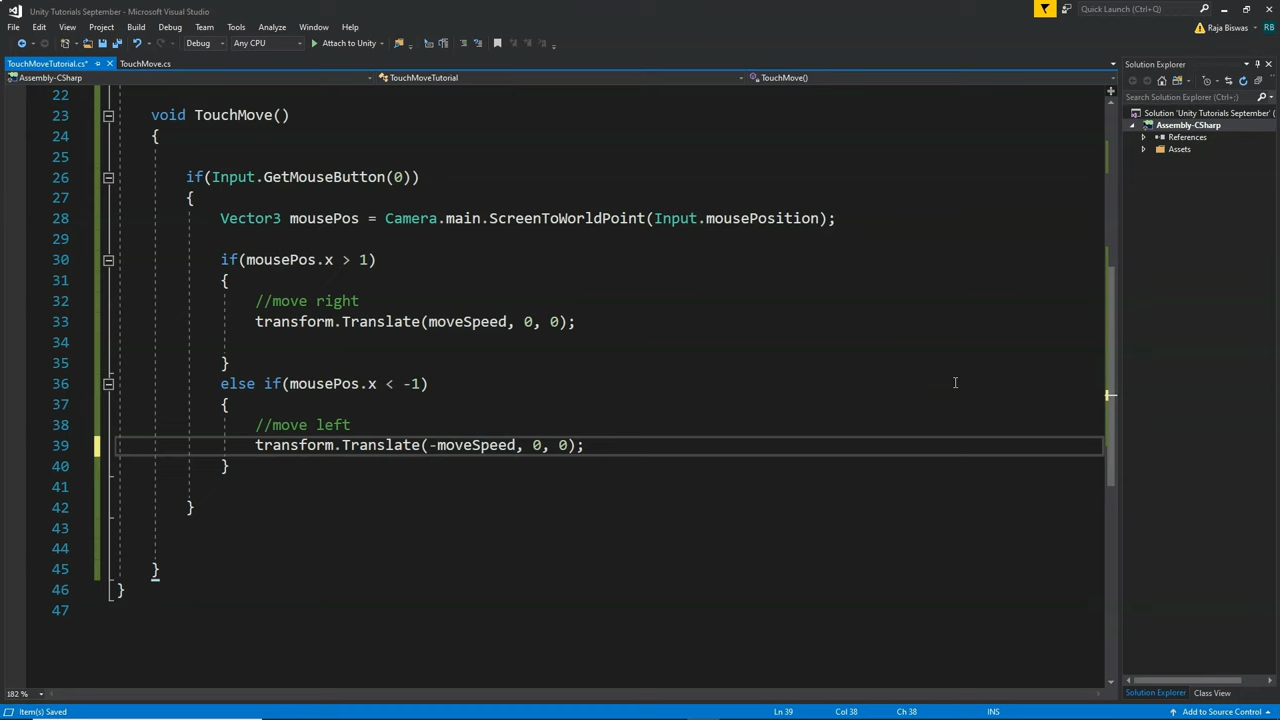 Unity Tutorials September - Microsoft Visual Studio
Quick Launch (Ctrl+Q)
File Edit View Project Build Debug Team Tools Analyze Window Help
Raja Biswas RB
Debug Any CPU Attach to Unity
TouchMoveTutorial.cs* TouchMove.cs
Solution Explorer
Assembly-CSharp TouchMoveTutorial TouchMove()
Search Solution Explorer (Ctrl+;)
Solution 'Unity Tutorials September' (
Assembly-CSharp
References
Assets
22
23 void TouchMove()
24 {
25
26 if(Input.GetMouseButton(0))
27 {
28 Vector3 mousePos = Camera.main.ScreenToWorldPoint(Input.mousePosition);
29
30 if(mousePos.x > 1)
31 {
32 //move right
33 transform.Translate(moveSpeed, 0, 0);
34
35 }
36 else if(mousePos.x < -1)
37 {
38 //move left
39 transform.Translate(-moveSpeed, 0, 0);
40 }
41
42 }
43
44
45 }
46 }
47
182 %
Solution Explorer Class View
Item(s) Saved Ln 39 Col 38 Ch 38 INS Add to Source Control